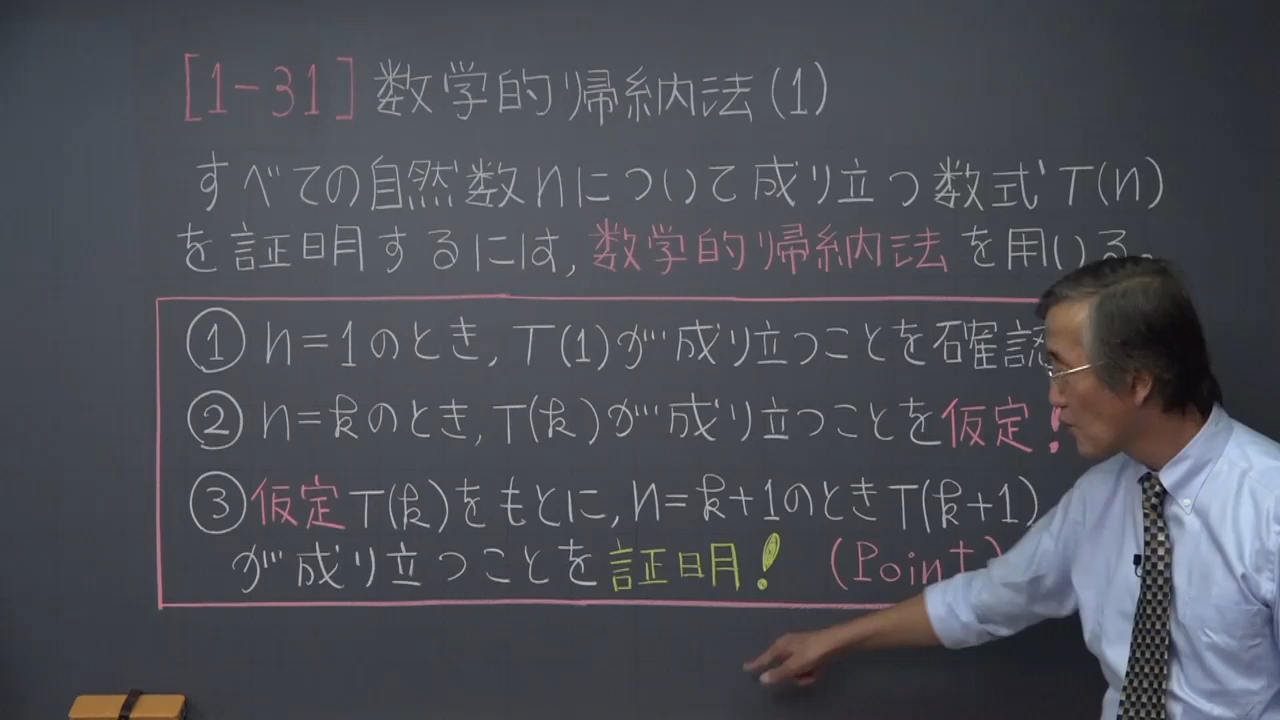 [1-31] 数学的帰納法(1)
すべての自然数nについて成り立つ数式T(n)
を証明するには, 数学的帰納法を用いる。
① n=1のとき, T(1)が成り立つことを確認
② n=kのとき, T(k)が成り立つことを仮定!
③ 仮定T(k)をもとに, n=k+1のときT(k+1)
が成り立つことを証明! (Point)